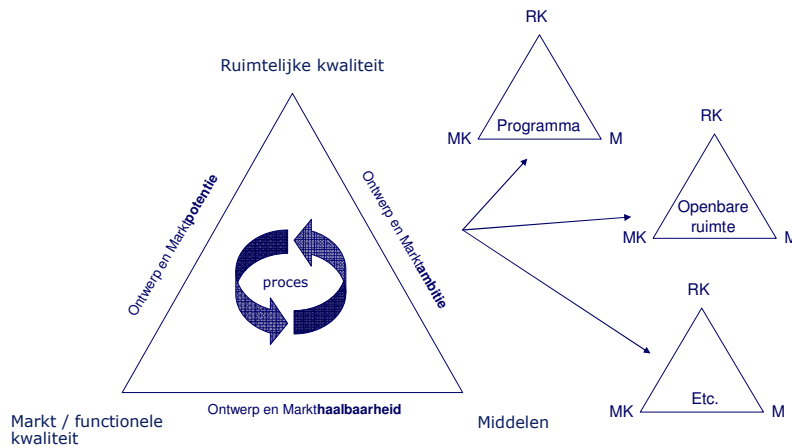 Ruimtelijke kwaliteit
Ontwerp en Marktpotentie
Ontwerp en Marktambitie
proces
Ontwerp en Markthaalbaarheid
Markt / functionele
kwaliteit
Middelen
RK
Programma
MK
M
RK
Openbare
ruimte
MK
M
RK
Etc.
MK
M